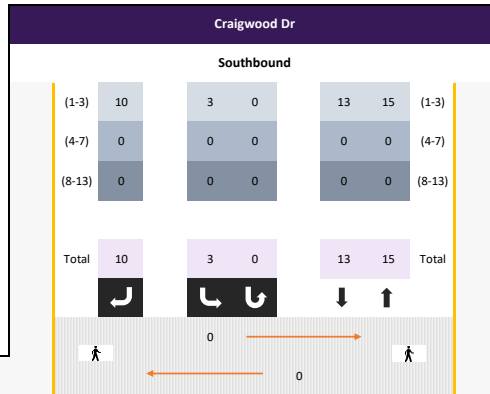 Craigwood Dr
Southbound
(1-3) 10 3 0 13 15 (1-3)
(4-7) 0 0 0 0 0 (4-7)
(8-13) 0 0 0 0 0 (8-13)
Total 10 3 0 13 15 Total
0
0